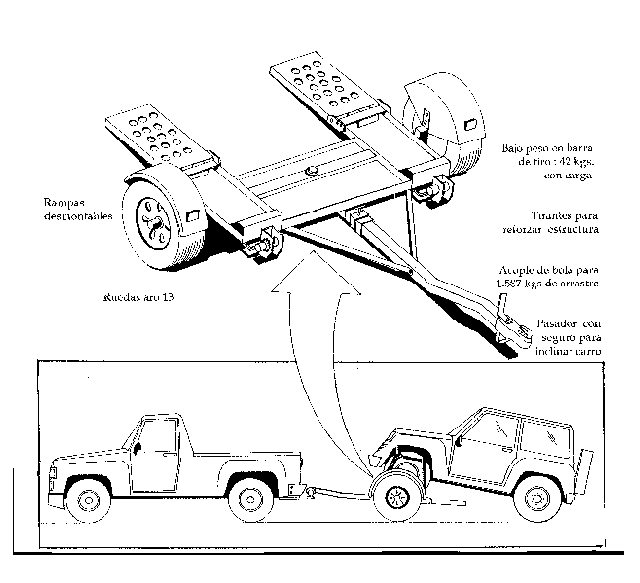 Bajo peso en barra
de tiro : 42 kgs.
con carga
Rampas
desmontables
Tirantes para
reforzar estructura
Acople de bola para
1.587 kgs de arrastre
Ruedas aro 13
Pasador con
seguro para
inclinar carro